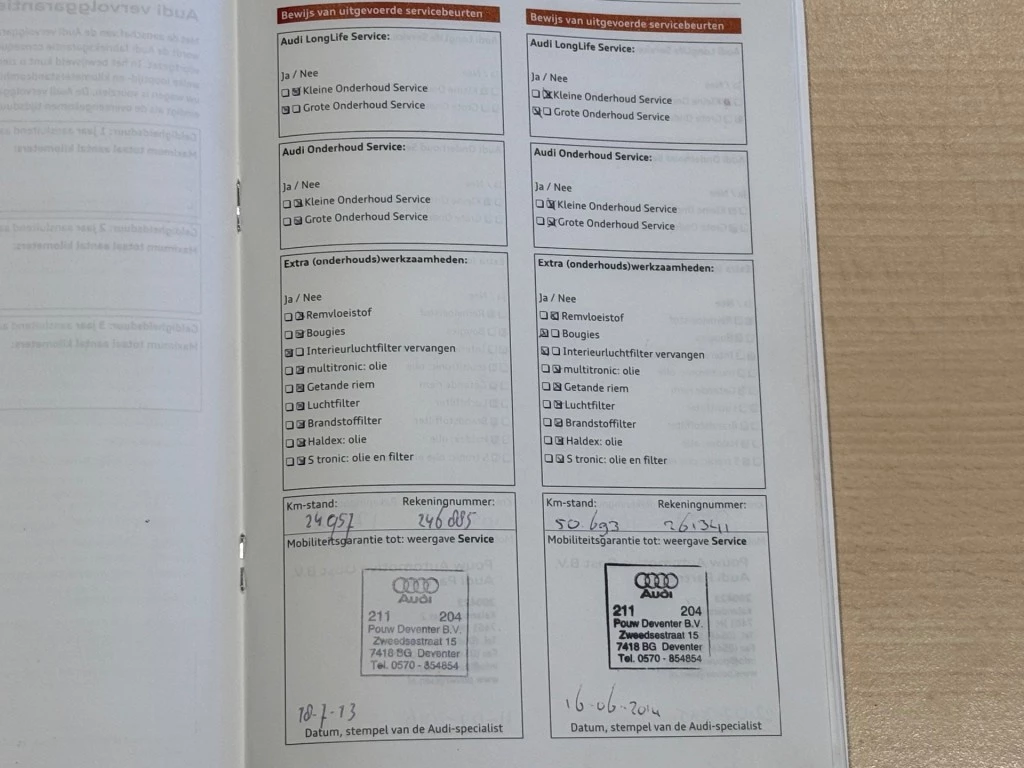 Bewijs van uitgevoerde servicebeurten
Audi LongLife Service:
Ja / Nee
Kleine Onderhoud Service
Grote Onderhoud Service
Audi Onderhoud Service:
Ja / Nee
Kleine Onderhoud Service
Grote Onderhoud Service
Extra (onderhouds)werkzaamheden:
Ja / Nee
Remvloeistof
Bougies
Interieurluchtfilter vervangen
multitronic: olie
Getande riem
Luchtfilter
Brandstoffilter
Haldex: olie
S tronic: olie en filter
Km-stand: Rekeningnummer:
24957 246885
Mobiliteitsgarantie tot: weergave Service
Audi
211 204
Pouw Deventer B.V.
Zweedsestraat 15
7418 BG Deventer
Tel. 0570 - 854854
18-7-13
Datum, stempel van de Audi-specialist
Bewijs van uitgevoerde servicebeurten
Audi LongLife Service:
Ja / Nee
Kleine Onderhoud Service
Grote Onderhoud Service
Audi Onderhoud Service:
Ja / Nee
Kleine Onderhoud Service
Grote Onderhoud Service
Extra (onderhouds)werkzaamheden:
Ja / Nee
Remvloeistof
Bougies
Interieurluchtfilter vervangen
multitronic: olie
Getande riem
Luchtfilter
Brandstoffilter
Haldex: olie
S tronic: olie en filter
Km-stand: Rekeningnummer:
50.693 261341
Mobiliteitsgarantie tot: weergave Service
Audi
211 204
Pouw Deventer B.V.
Zweedsestraat 15
7418 BG Deventer
Tel. 0570 - 854854
16-06-2014
Datum, stempel van de Audi-specialist